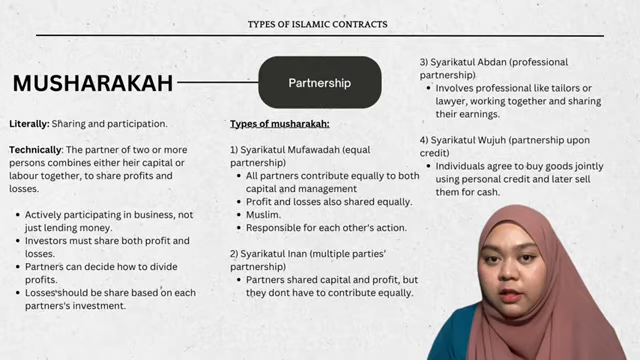 TYPES OF ISLAMIC CONTRACTS
MUSHARAKAH
Partnership
Literally: Sharing and participation.
Technically: The partner of two or more
persons combines either heir capital or
labour together, to share profits and
losses.
Actively participating in business, not
just lending money.
Investors must share both profit and
losses.
Partners can decide how to divide
profits.
Losses should be share based on each
partners's investment.
Types of musharakah:
1) Syarikatul Mufawadah (equal
partnership)
All partners contribute equally to both
capital and management
Profit and losses also shared equally.
Muslim.
Responsible for each other's action.
2) Syarikatul Inan (multiple parties'
partnership)
Partners shared capital and profit, but
they dont have to contribute equally.
3) Syarikatul Abdan (professional
partnership)
Involves professional like tailors or
lawyer, working together and sharing
their earnings.
4) Syarikatul Wujuh (partnership upon
credit)
Individuals agree to buy goods jointly
using personal credit and later sell
them for cash.